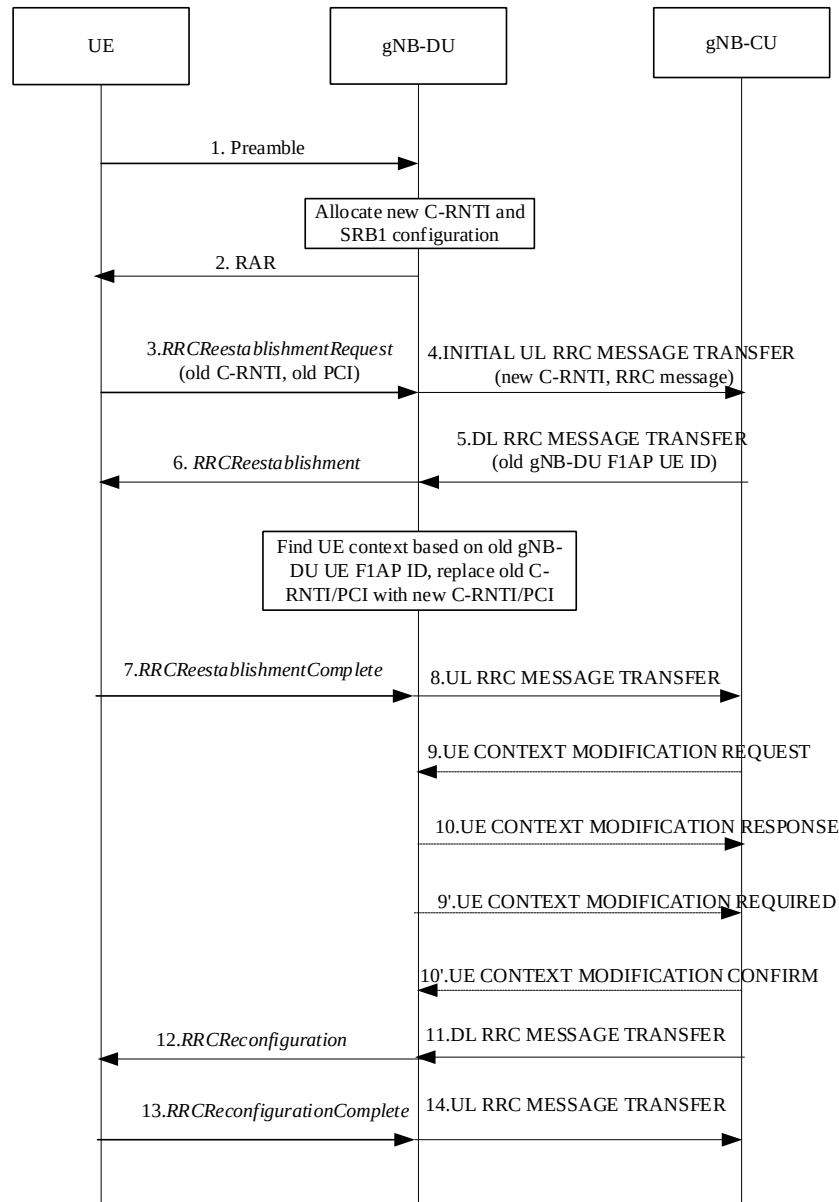 UE
gNB-DU
gNB-CU
1. Preamble
Allocate new C-RNTI and
SRB1 configuration
2. RAR
3.RRCReestablishmentRequest
(old C-RNTI, old PCI)
4.INITIAL UL RRC MESSAGE TRANSFER
(new C-RNTI, RRC message)
5.DL RRC MESSAGE TRANSFER
(old gNB-DU F1AP UE ID)
6. RRCReestablishment
Find UE context based on old gNB-
DU UE F1AP ID, replace old C-
RNTI/PCI with new C-RNTI/PCI
7.RRCReestablishmentComplete
8.UL RRC MESSAGE TRANSFER
9.UE CONTEXT MODIFICATION REQUEST
10.UE CONTEXT MODIFICATION RESPONSE
9'.UE CONTEXT MODIFICATION REQUIRED
10'.UE CONTEXT MODIFICATION CONFIRM
11.DL RRC MESSAGE TRANSFER
12.RRCReconfiguration
13.RRCReconfigurationComplete
14.UL RRC MESSAGE TRANSFER